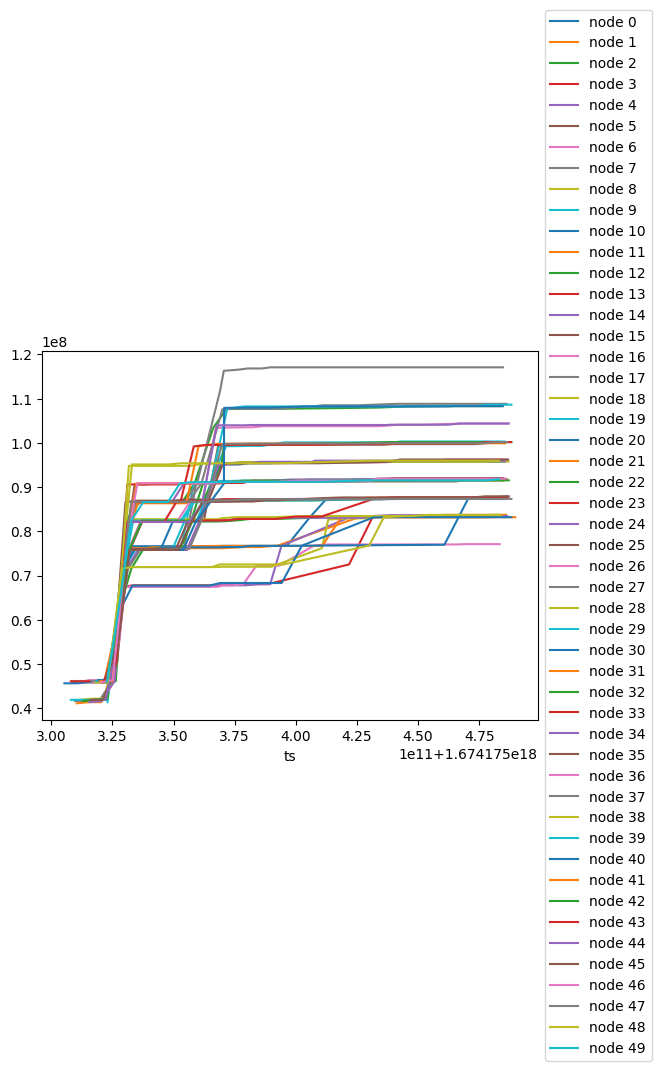 1e8
1.2
1.1
1.0
0.9
0.8
0.7
0.6
0.5
0.4
3.00 3.25 3.50 3.75 4.00 4.25 4.50 4.75
ts
1e11+1.674175e18
node 0
node 1
node 2
node 3
node 4
node 5
node 6
node 7
node 8
node 9
node 10
node 11
node 12
node 13
node 14
node 15
node 16
node 17
node 18
node 19
node 20
node 21
node 22
node 23
node 24
node 25
node 26
node 27
node 28
node 29
node 30
node 31
node 32
node 33
node 34
node 35
node 36
node 37
node 38
node 39
node 40
node 41
node 42
node 43
node 44
node 45
node 46
node 47
node 48
node 49